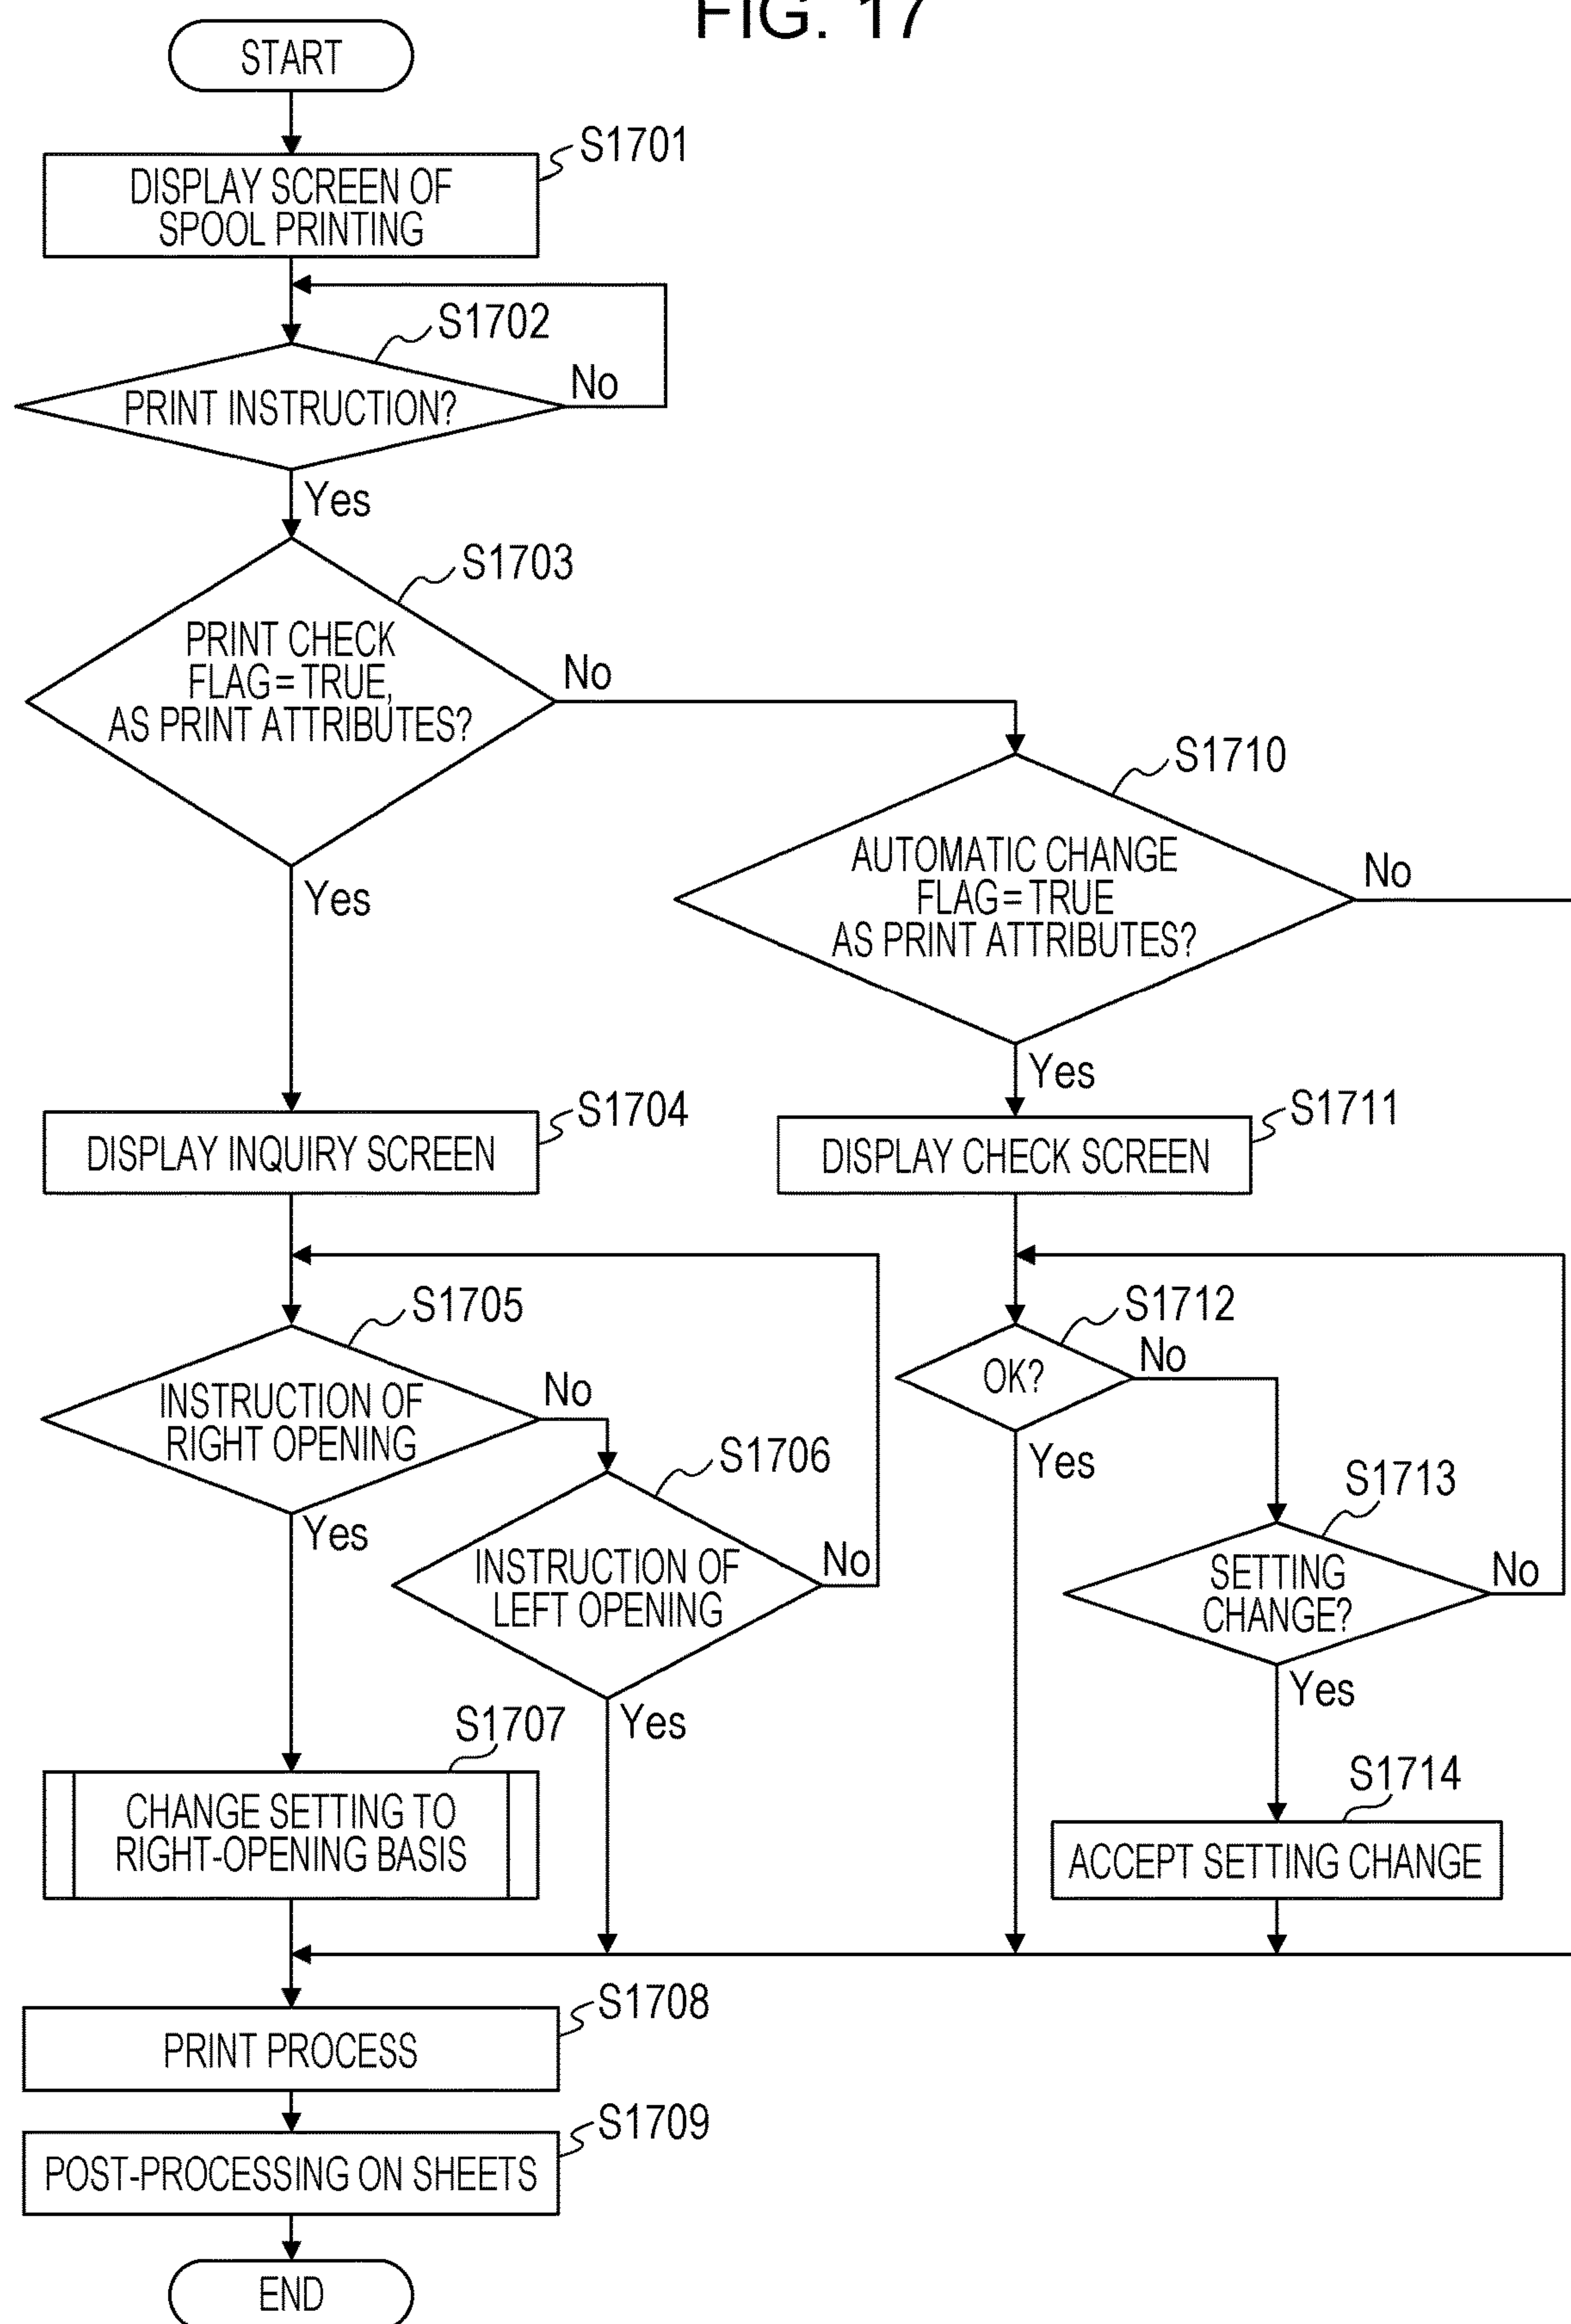 FIG. 17
START
S1701
DISPLAY SCREEN OF
SPOOL PRINTING
S1702
PRINT INSTRUCTION?
No
Yes
S1703
PRINT CHECK
FLAG=TRUE,
AS PRINT ATTRIBUTES?
No
Yes
S1710
AUTOMATIC CHANGE
FLAG=TRUE
AS PRINT ATTRIBUTES?
No
Yes
S1704
DISPLAY INQUIRY SCREEN
S1711
DISPLAY CHECK SCREEN
S1705
INSTRUCTION OF
RIGHT OPENING
No
Yes
S1706
INSTRUCTION OF
LEFT OPENING
No
Yes
S1712
OK?
No
Yes
S1713
SETTING
CHANGE?
No
Yes
S1707
CHANGE SETTING TO
RIGHT-OPENING BASIS
S1714
ACCEPT SETTING CHANGE
S1708
PRINT PROCESS
S1709
POST-PROCESSING ON SHEETS
END